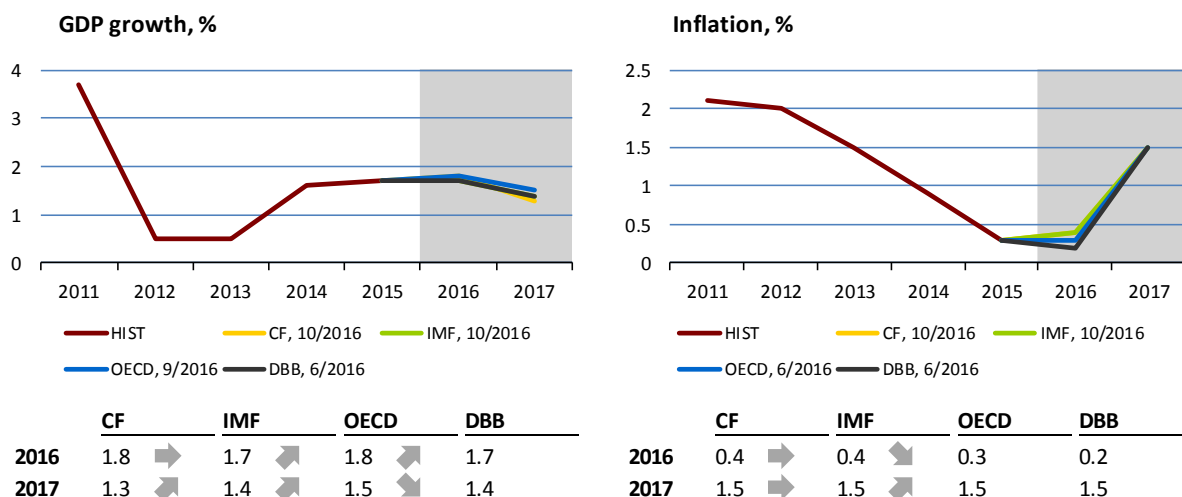 GDP growth, %
4
3
2
1
0
2011 2012 2013 2014 2015 2016 2017
HIST CF, 10/2016 IMF, 10/2016
OECD, 9/2016 DBB, 6/2016
CF IMF OECD DBB
2016 1.8 1.7 1.8 1.7
2017 1.3 1.4 1.5 1.4
Inflation, %
2.5
2
1.5
1
0.5
0
2011 2012 2013 2014 2015 2016 2017
HIST CF, 10/2016 IMF, 10/2016
OECD, 6/2016 DBB, 6/2016
CF IMF OECD DBB
2016 0.4 0.4 0.3 0.2
2017 1.5 1.5 1.5 1.5